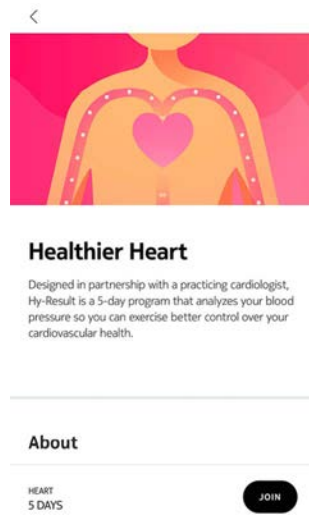 Healthier Heart
Designed in partnership with a practicing cardiologist,
Hy-Result is a 5-day program that analyzes your blood
pressure so you can exercise better control over your
cardiovascular health.
About
HEART
5 DAYS
JOIN